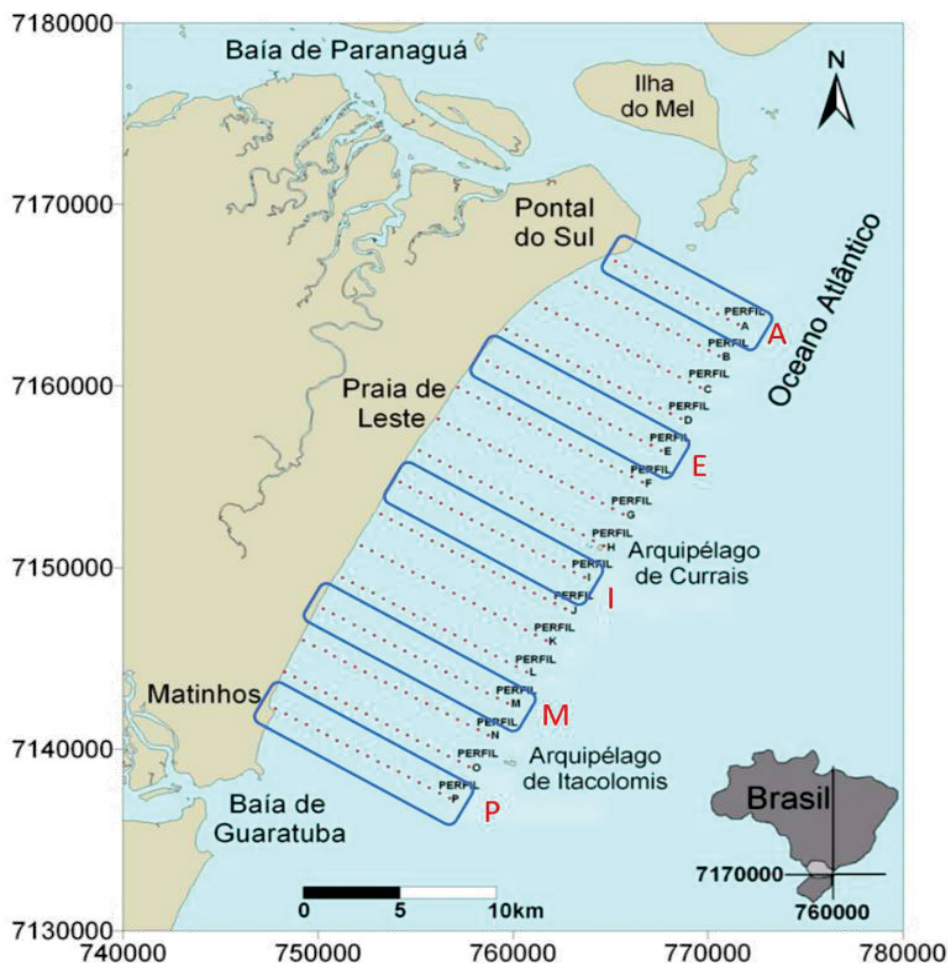 7180000
Baía de Paranaguá
N
Ilha
do Mel
7170000
Pontal
do Sul
Oceano Atlântico
PERFIL
A
A
PERFIL
B
PERFIL
C
7160000
Praia de
Leste
PERFIL
D
PERFIL
E
E
PERFIL
F
PERFIL
G
PERFIL
H
Arquipélago
de Currais
7150000
PERFIL
I
I
PERFIL
J
PERFIL
K
PERFIL
L
Matinhos
PERFIL
M
M
PERFIL
N
7140000
PERFIL
O
Arquipélago
de Itacolomis
PERFIL
P
P
Baía de
Guaratuba
Brasil
7170000
760000
0
5
10km
7130000
740000
750000
760000
770000
780000